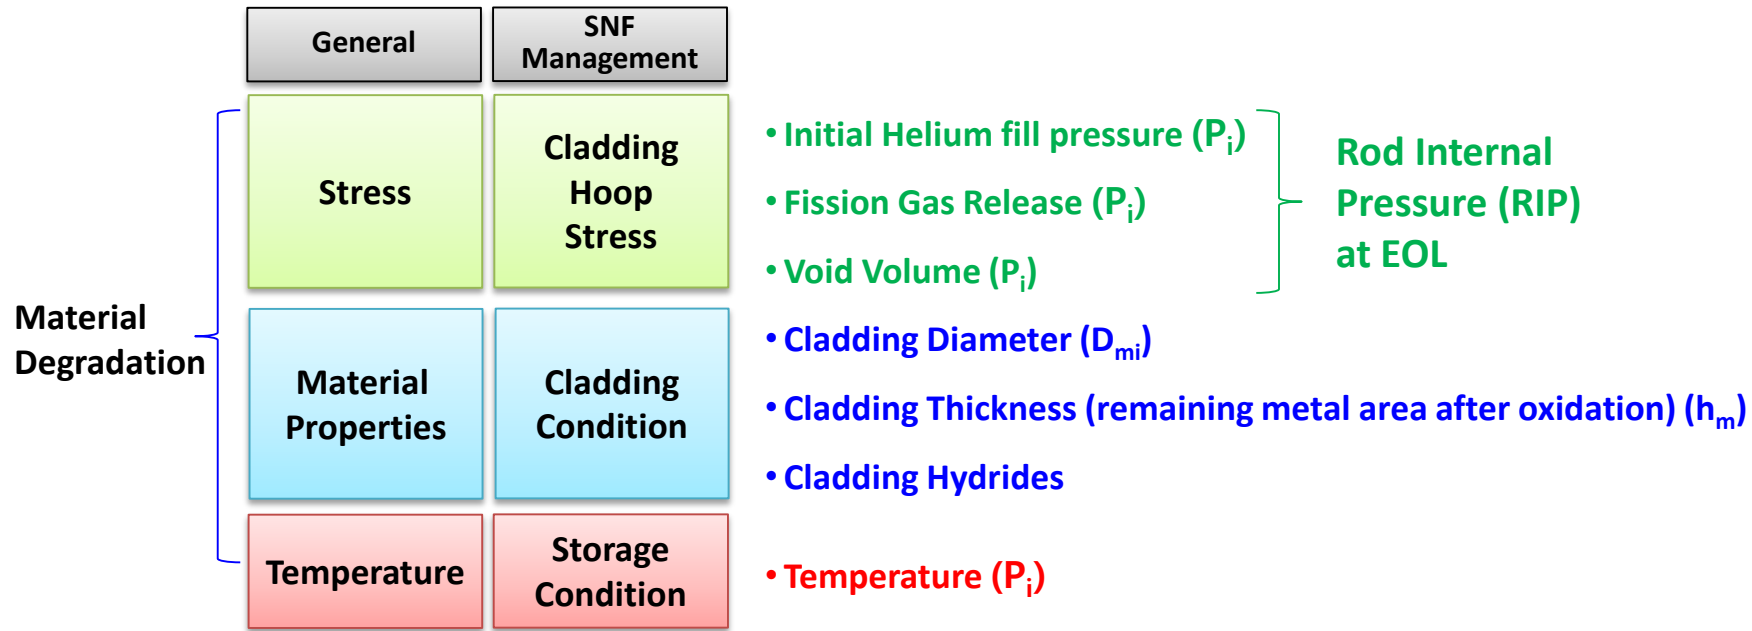 General
SNF
Management
Material
Degradation
Stress
Cladding
Hoop
Stress
• Initial Helium fill pressure (Pi)
• Fission Gas Release (Pi)
• Void Volume (Pi)
Rod Internal
Pressure (RIP)
at EOL
Material
Properties
Cladding
Condition
• Cladding Diameter (Dmi)
• Cladding Thickness (remaining metal area after oxidation) (hm)
• Cladding Hydrides
Temperature
Storage
Condition
• Temperature (Pi)